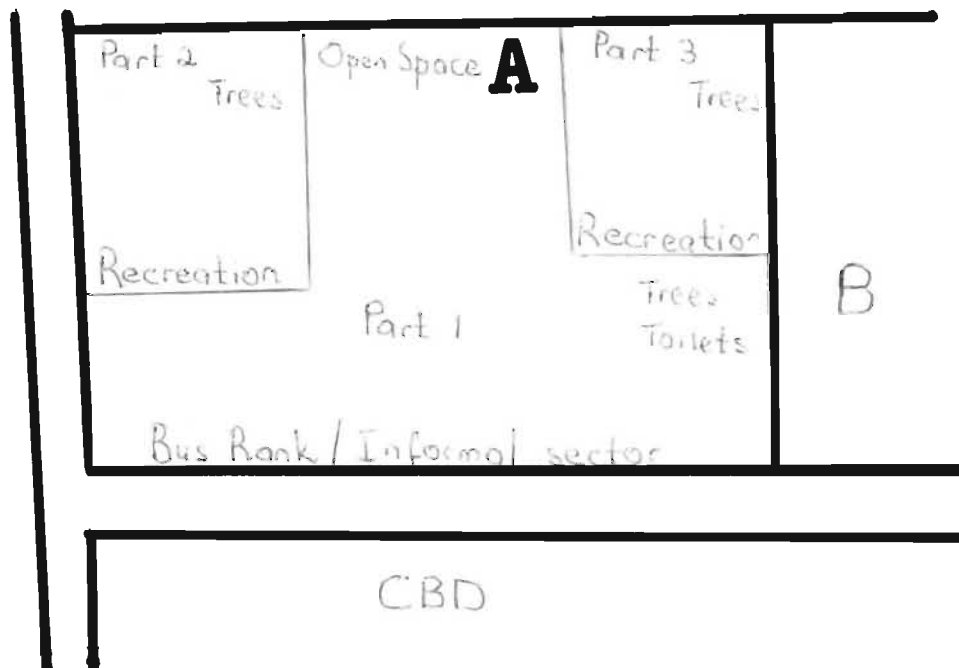 Part 2
Trees
Recreation
Open Space A
Part 3
Trees
Recreation
Trees
Toilets
Part 1
Bus Rank / Informal sector
B
CBD